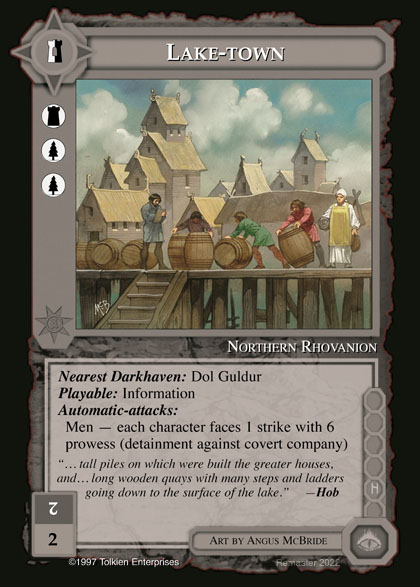 LAKE-TOWN
McB
NORTHERN RHOVANION
Nearest Darkhaven: Dol Guldur
Playable: Information
Automatic-attacks:
Men — each character faces 1 strike with 6
prowess (detainment against covert company)
“… tall piles on which were built the greater houses,
and… long wooden quays with many steps and ladders
going down to the surface of the lake.” —Hob
H
2
2
ART BY ANGUS MCBRIDE
©1997 Tolkien Enterprises
Remaster 2022